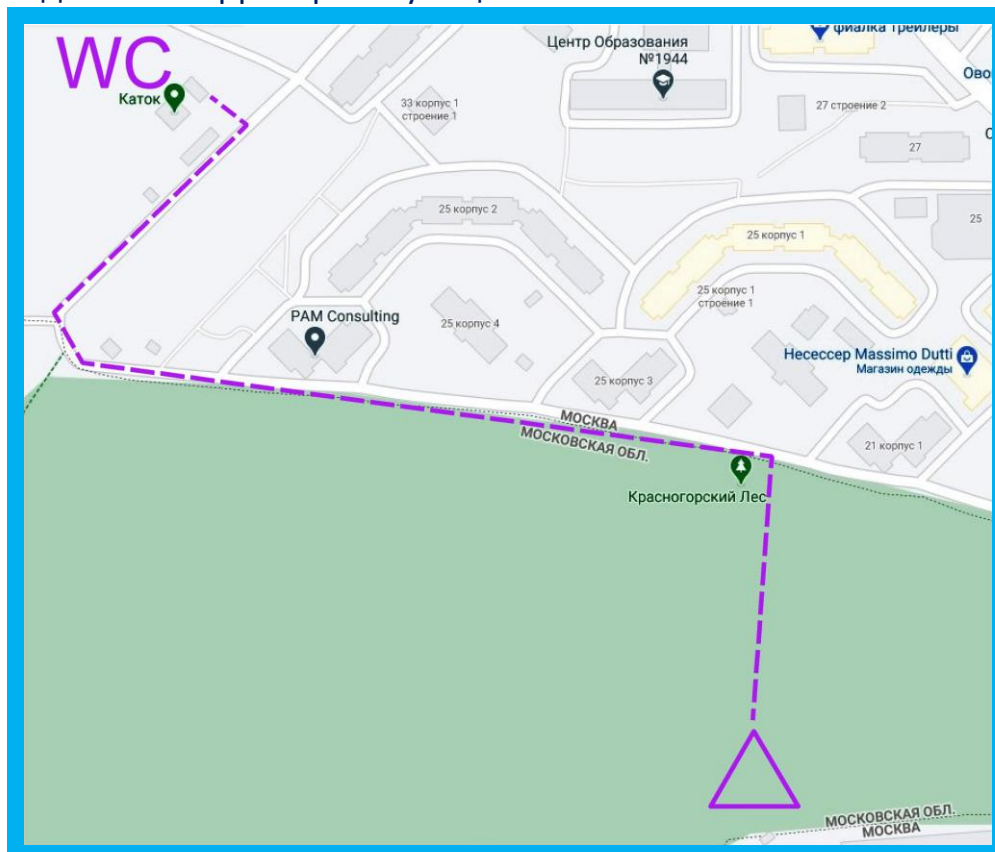 WC
Каток
Центр Образования
№1944
фиалка трейлеры
33 корпус 1
строение 1
27 строение 2
27
25 корпус 2
25 корпус 1
25
25 корпус 1
строение 1
PAM Consulting
25 корпус 4
Несессер Massimo Dutti
Магазин одежды
25 корпус 3
МОСКВА
МОСКОВСКАЯ ОБЛ.
21 корпус 1
Красногорский Лес
МОСКОВСКАЯ ОБЛ.
МОСКВА